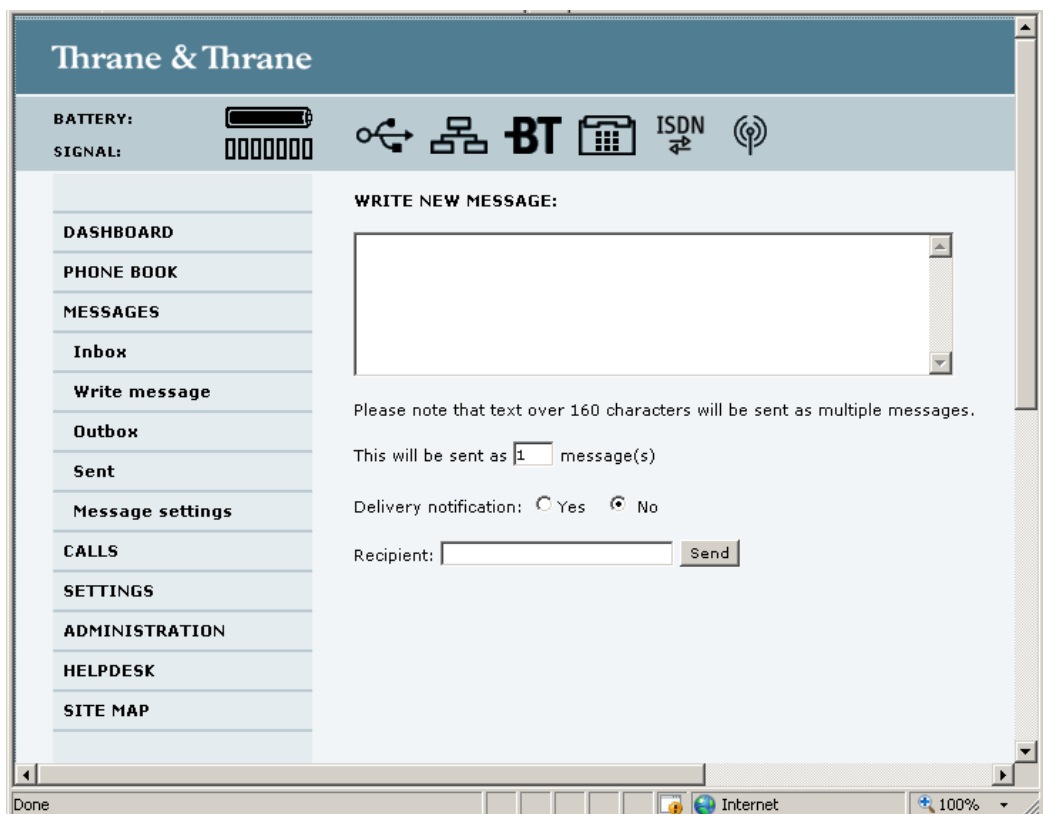 Thrane & Thrane
BATTERY:
SIGNAL:
BT
ISDN
WRITE NEW MESSAGE:
DASHBOARD
PHONE BOOK
MESSAGES
Inbox
Write message
Outbox
Sent
Message settings
CALLS
SETTINGS
ADMINISTRATION
HELPDESK
SITE MAP
Please note that text over 160 characters will be sent as multiple messages.
This will be sent as 1 message(s)
Delivery notification: Yes No
Recipient: Send
Done Internet 100%